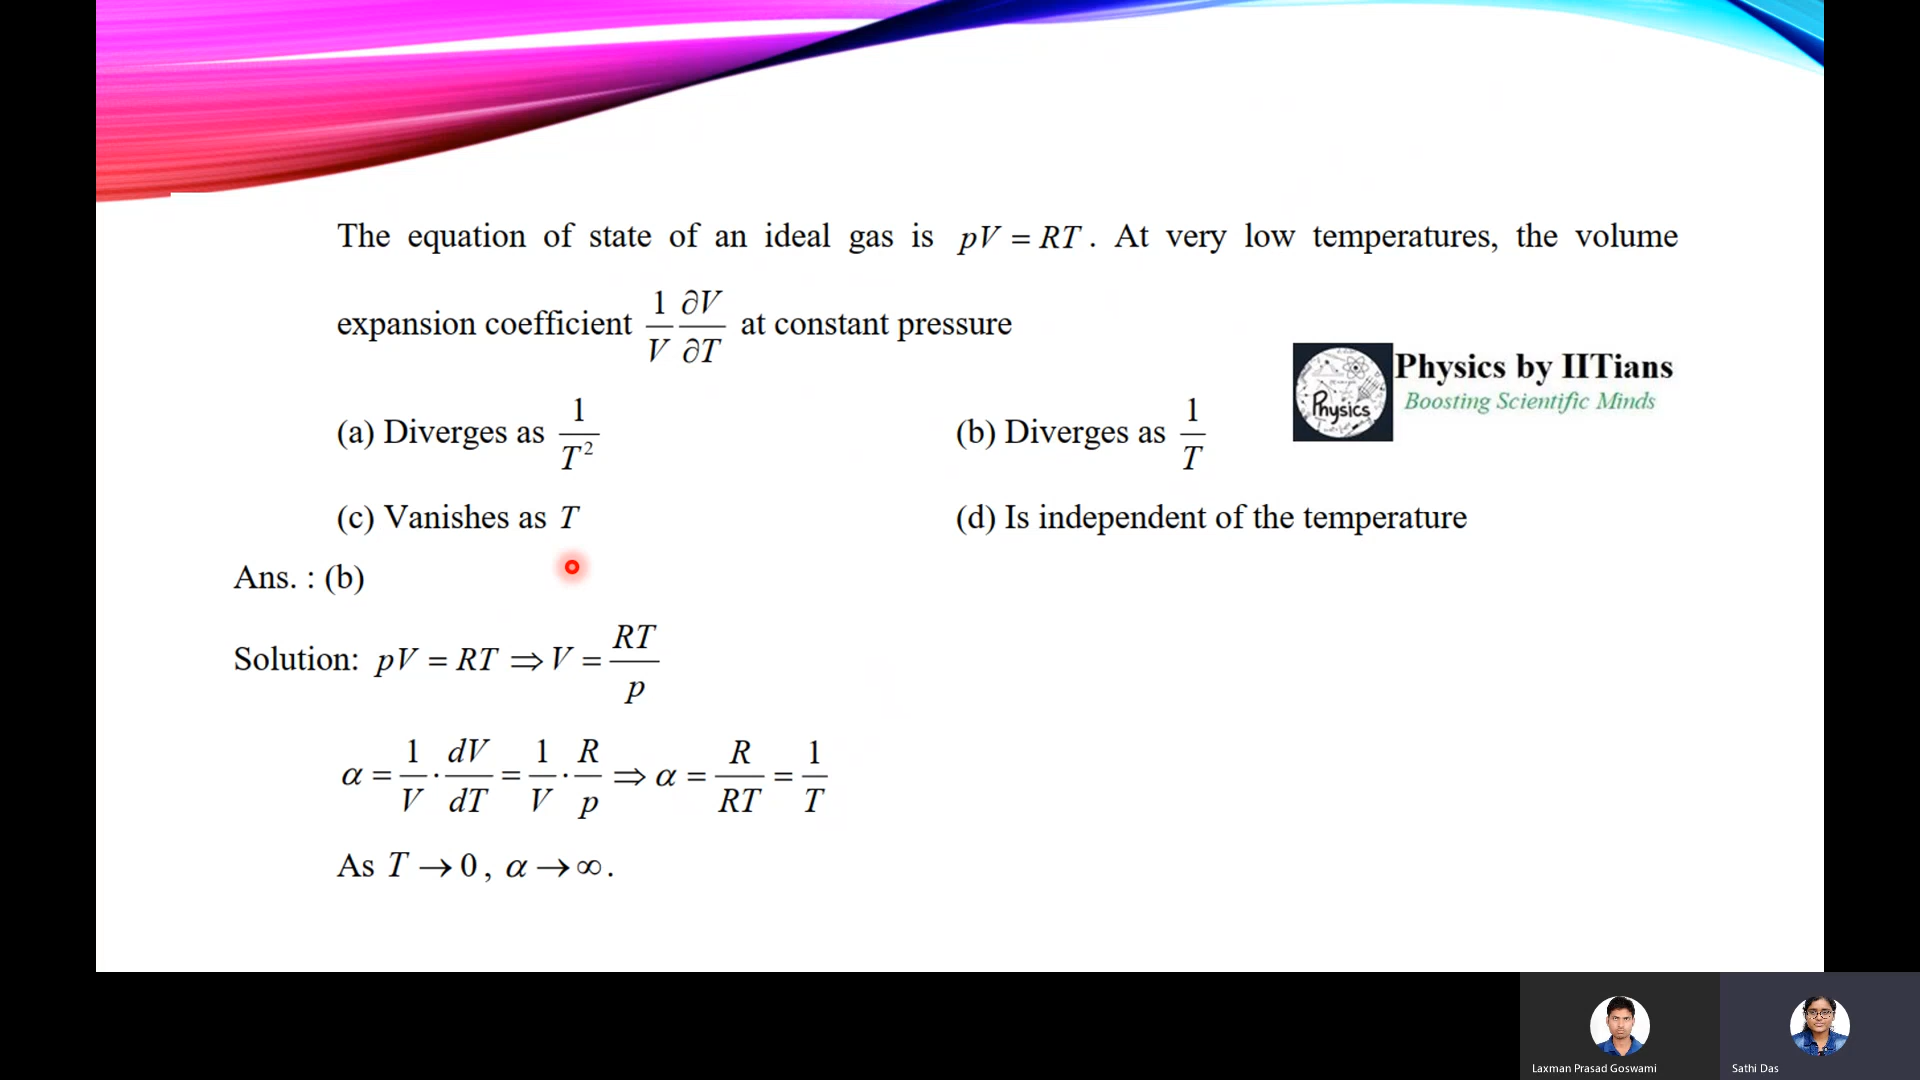 The equation of state of an ideal gas is pV = RT. At very low temperatures, the volume
expansion coefficient 1/V ∂V/∂T at constant pressure
Physics by IITians
Physics
Boosting Scientific Minds
(a) Diverges as 1/T² (b) Diverges as 1/T
(c) Vanishes as T (d) Is independent of the temperature
Ans. : (b)
Solution: pV = RT ⇒ V = RT/p
α = 1/V · dV/dT = 1/V · R/p ⇒ α = R/RT = 1/T
As T → 0, α → ∞.
Laxman Prasad Goswami
Sathi Das